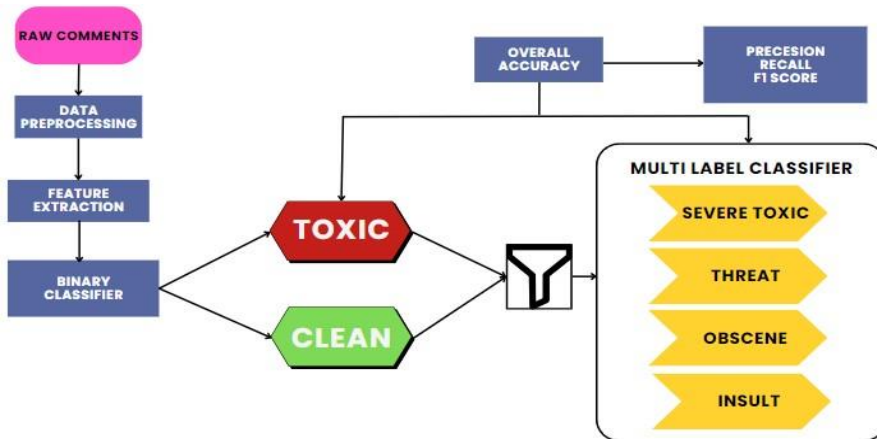 RAW COMMENTS
DATA
PREPROCESSING
FEATURE
EXTRACTION
BINARY
CLASSIFIER
TOXIC
CLEAN
OVERALL
ACCURACY
PRECESION
RECALL
F1 SCORE
MULTI LABEL CLASSIFIER
SEVERE TOXIC
THREAT
OBSCENE
INSULT